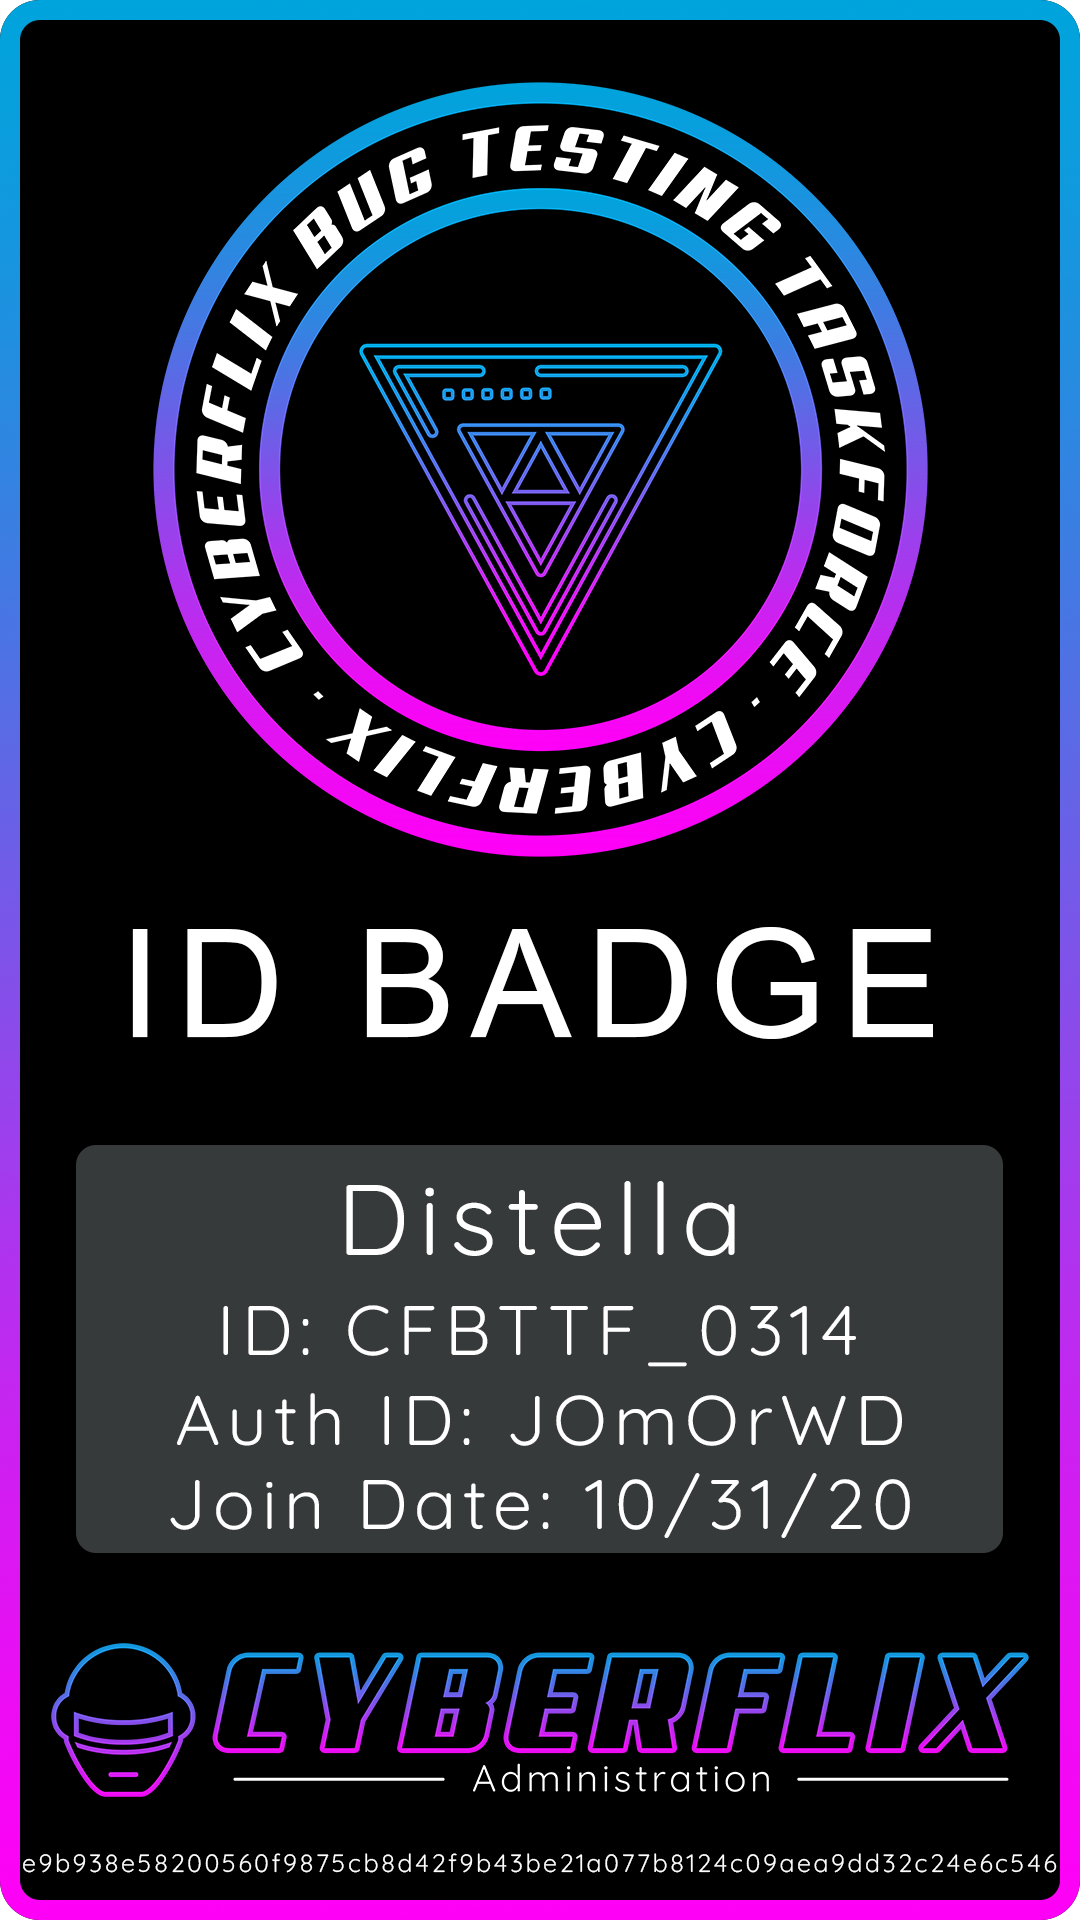 CYBERFLIX BUG TESTING TASKFORCE · CYBERFLIX ·
ID BADGE
Distella
ID: CFBTTF_0314
Auth ID: JOmOrWD
Join Date: 10/31/20
CYBERFLIX
Administration
e9b938e58200560f9875cb8d42f9b43be21a077b8124c09aea9dd32c24e6c546